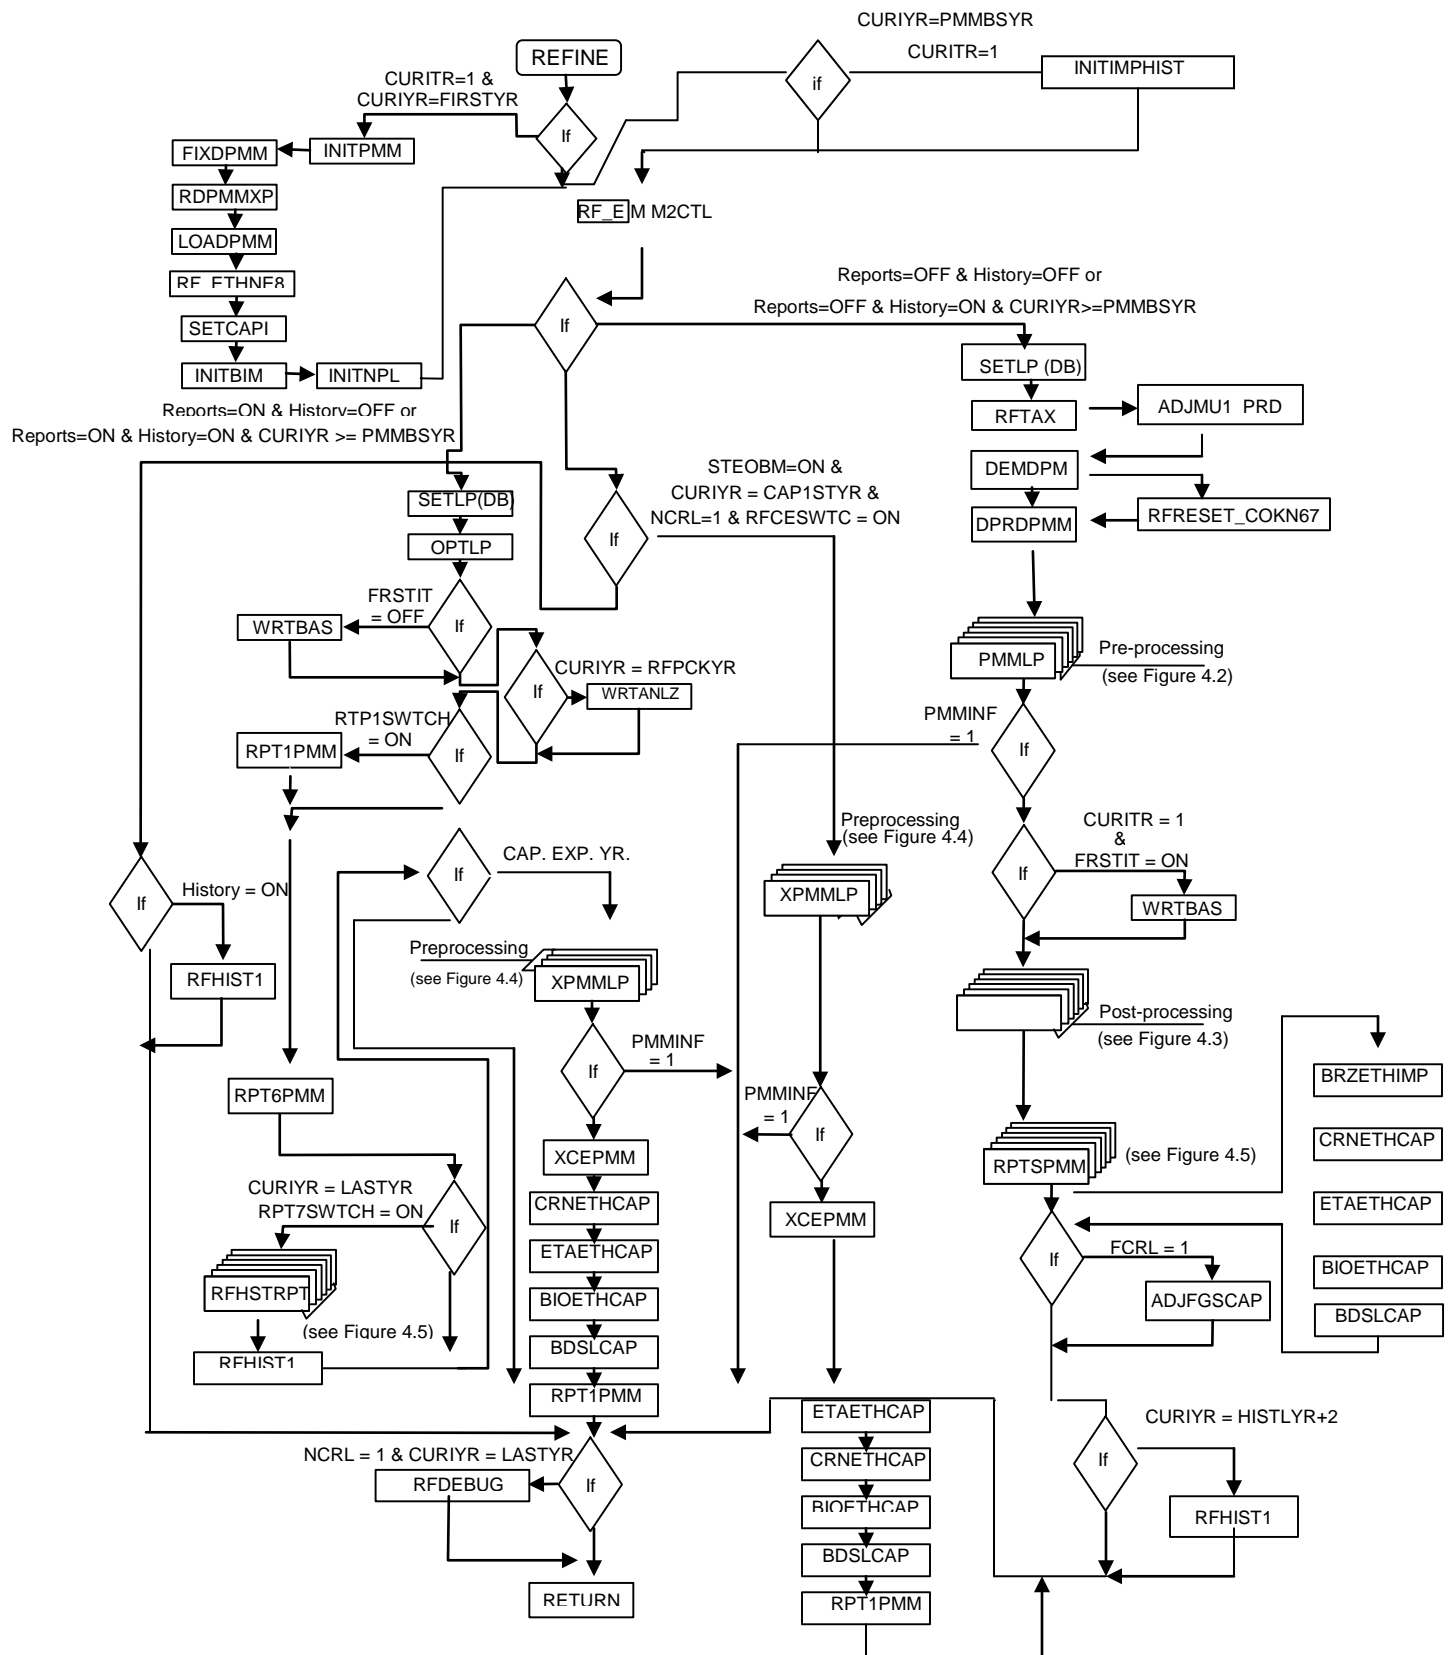 CURIYR=PMMBSYR
CURITR=1
REFINE
if
INITIMPHIST
CURITR=1 &
CURIYR=FIRSTYR
If
FIXDPMM
INITPMM
RDPMMXP
RF_E M M2CTL
LOADPMM
RF_ETHNE8
Reports=OFF & History=OFF or
Reports=OFF & History=ON & CURIYR>=PMMBSYR
SETCAPI
If
SETLP (DB)
INITBIM
INITNPL
RFTAX
ADJMU1 PRD
Reports=ON & History=OFF or
Reports=ON & History=ON & CURIYR >= PMMBSYR
STEOBM=ON &
CURIYR = CAP1STYR &
NCRL=1 & RFCESWTC = ON
DEMDPM
SETLP(DB)
DPRDPMM
RFRESET_COKN67
OPTLP
If
FRSTIT
= OFF
WRTBAS
If
PMMLP
Pre-processing
(see Figure 4.2)
CURIYR = RFPCKYR
If
WRTANLZ
RTP1SWTCH
= ON
RPT1PMM
If
PMMINF
= 1
If
Preprocessing
(see Figure 4.4)
CURITR = 1
&
FRSTIT = ON
If
CAP. EXP. YR.
If
History = ON
If
XPMMLP
WRTBAS
Preprocessing
(see Figure 4.4)
XPMMLP
RFHIST1
Post-processing
(see Figure 4.3)
PMMINF
= 1
If
BRZETHIMP
RPT6PMM
PMMINF
= 1
If
CRNETHCAP
XCEPMM
RPTSPMM
(see Figure 4.5)
CURIYR = LASTYR
RPT7SWTCH = ON
If
CRNETHCAP
XCEPMM
ETAETHCAP
ETAETHCAP
If
FCRL = 1
BIOETHCAP
RFHSTRPT
BIOETHCAP
ADJFGSCAP
BDSLCAP
(see Figure 4.5)
BDSLCAP
RFHIST1
RPT1PMM
ETAETHCAP
CURIYR = HISTLYR+2
NCRL = 1 & CURIYR = LASTYR
CRNETHCAP
If
RFDEBUG
If
BIOETHCAP
RFHIST1
BDSLCAP
RETURN
RPT1PMM